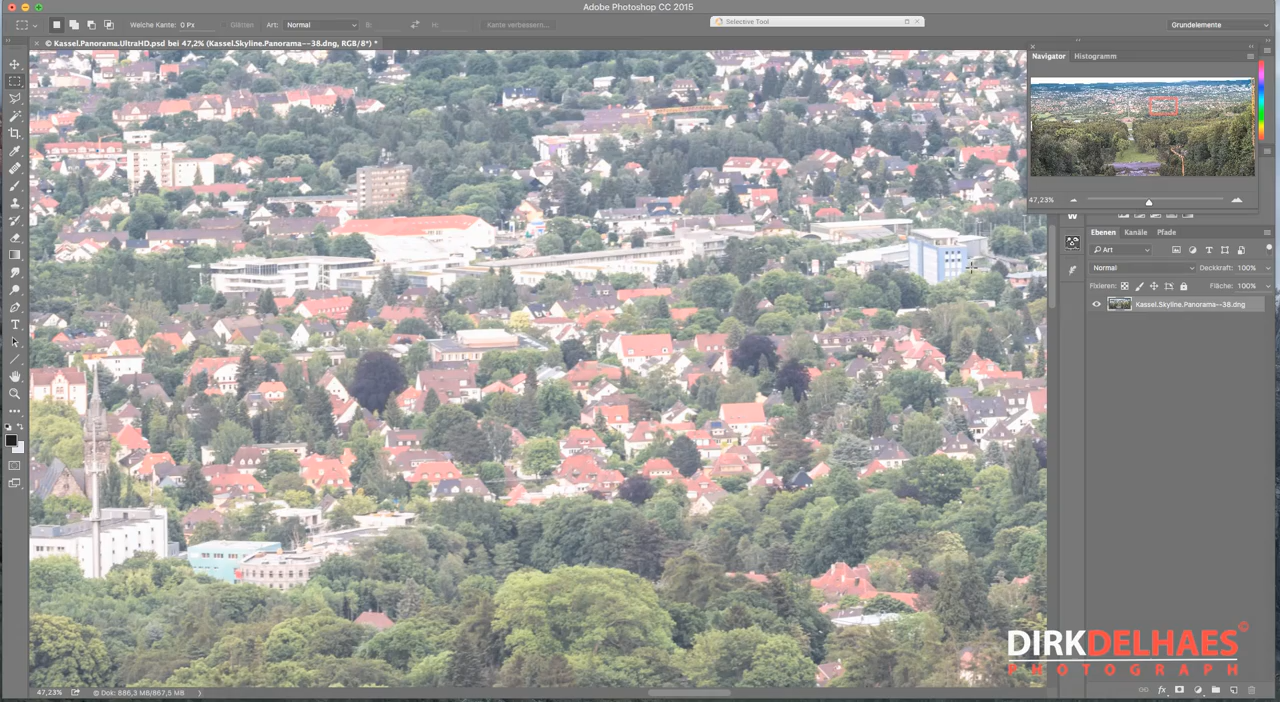 Adobe Photoshop CC 2015
Weiche Kante: 0 Px
Glätten
Art: Normal
B:
H:
Kante verbessern...
Selective Tool
Grundelemente
© Kassel.Panorama.UltraHD.psd bei 47,2% (Kassel.Skyline.Panorama--38.dng, RGB/8*) *
Navigator
Histogramm
47,23%
Ebenen
Kanäle
Pfade
Art
Normal
Deckkraft: 100%
Fixieren:
Fläche: 100%
Kassel.Skyline.Panorama--38.dng
DIRKDELHAES©
PHOTOGRAPH
47,23%
© Dok: 886,3 MB/867,5 MB